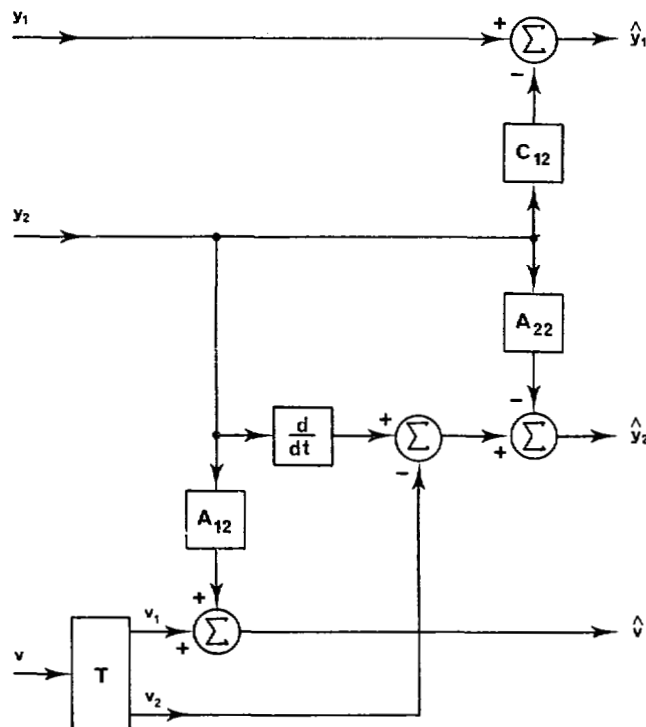 y₁ + Σ ŷ₁
−
C₁₂
y₂
A₂₂
−
d/dt + Σ + Σ ŷ₂
−
A₁₂
+
v₁ + Σ v̂
v T
v₂